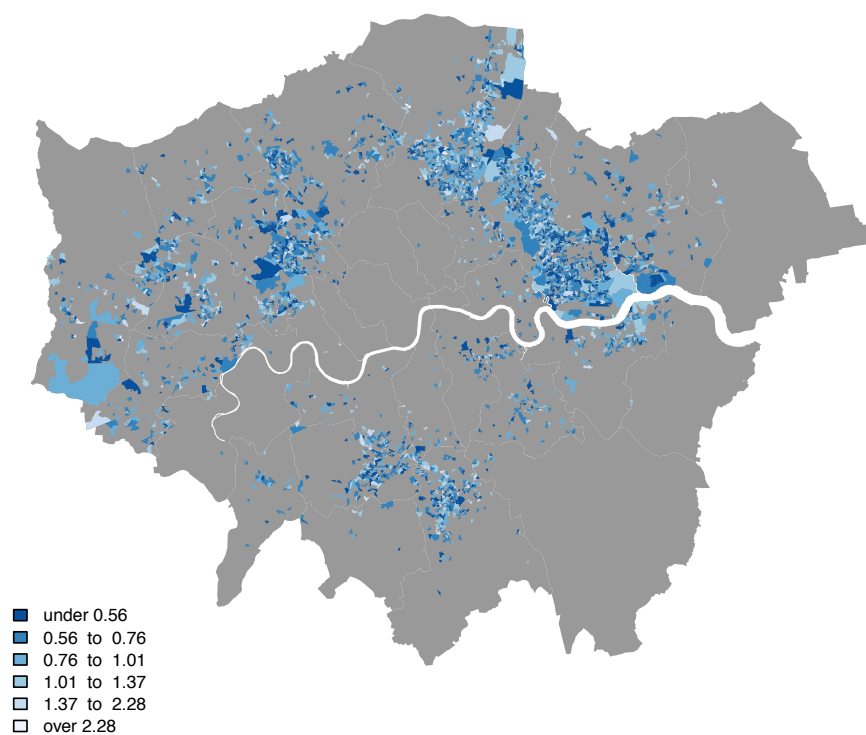 under 0.56
0.56 to 0.76
0.76 to 1.01
1.01 to 1.37
1.37 to 2.28
over 2.28